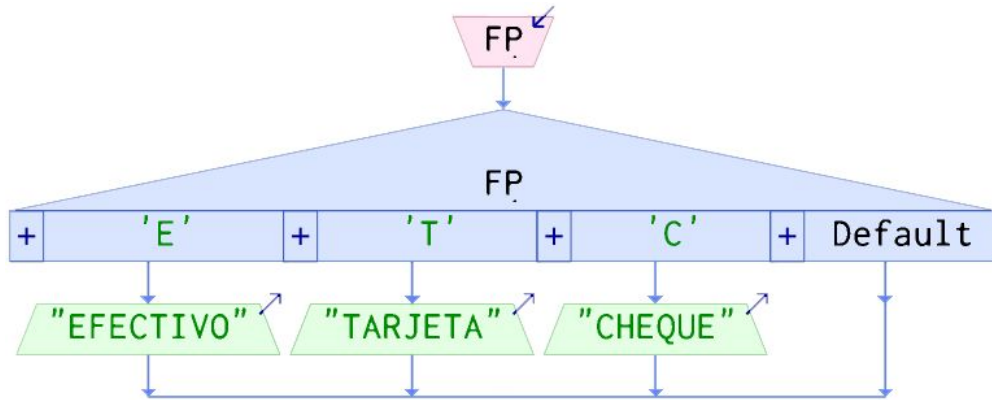 FP
FP
+ 'E' + 'T' + 'C' + Default
"EFECTIVO" "TARJETA" "CHEQUE"